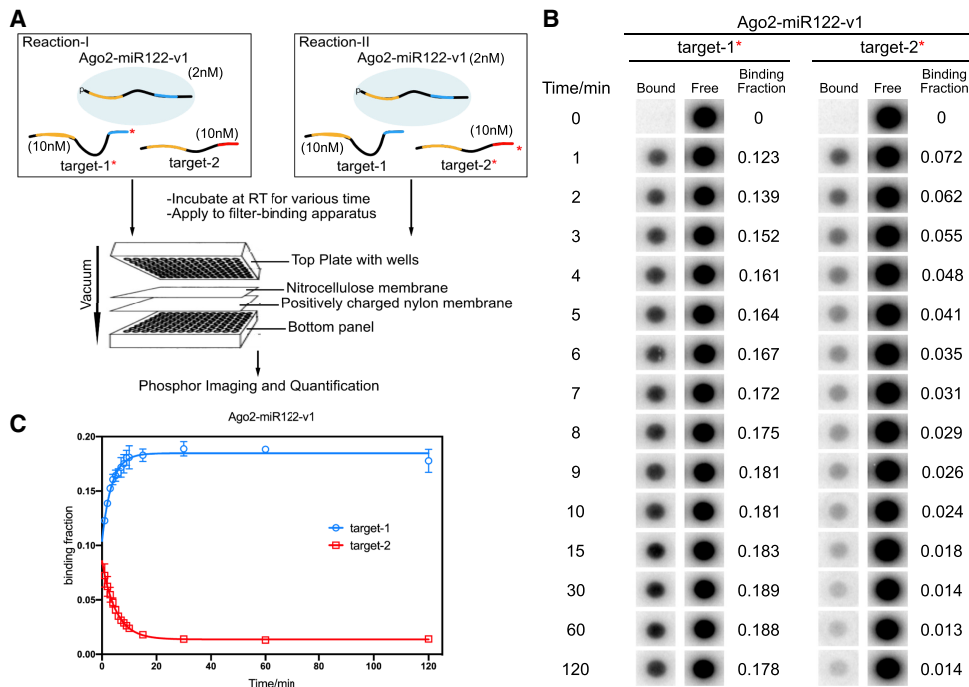 A
Reaction-I
Ago2-miR122-v1
(2nM)
p
(10nM)
*
target-1*
(10nM)
target-2
Reaction-II
Ago2-miR122-v1 (2nM)
p
(10nM)
target-1
(10nM)
*
target-2*
-Incubate at RT for various time
-Apply to filter-binding apparatus
Vacuum
Top Plate with wells
Nitrocellulose membrane
Positively charged nylon membrane
Bottom panel
Phosphor Imaging and Quantification
B
Ago2-miR122-v1
target-1* target-2*
Time/min Bound Free Binding Fraction Bound Free Binding Fraction
0 0 0
1 0.123 0.072
2 0.139 0.062
3 0.152 0.055
4 0.161 0.048
5 0.164 0.041
6 0.167 0.035
7 0.172 0.031
8 0.175 0.029
9 0.181 0.026
10 0.181 0.024
15 0.183 0.018
30 0.189 0.014
60 0.188 0.013
120 0.178 0.014
C
Ago2-miR122-v1
binding fraction
0.20
0.15
0.10
0.05
0.00
target-1
target-2
0 20 40 60 80 100 120
Time/min